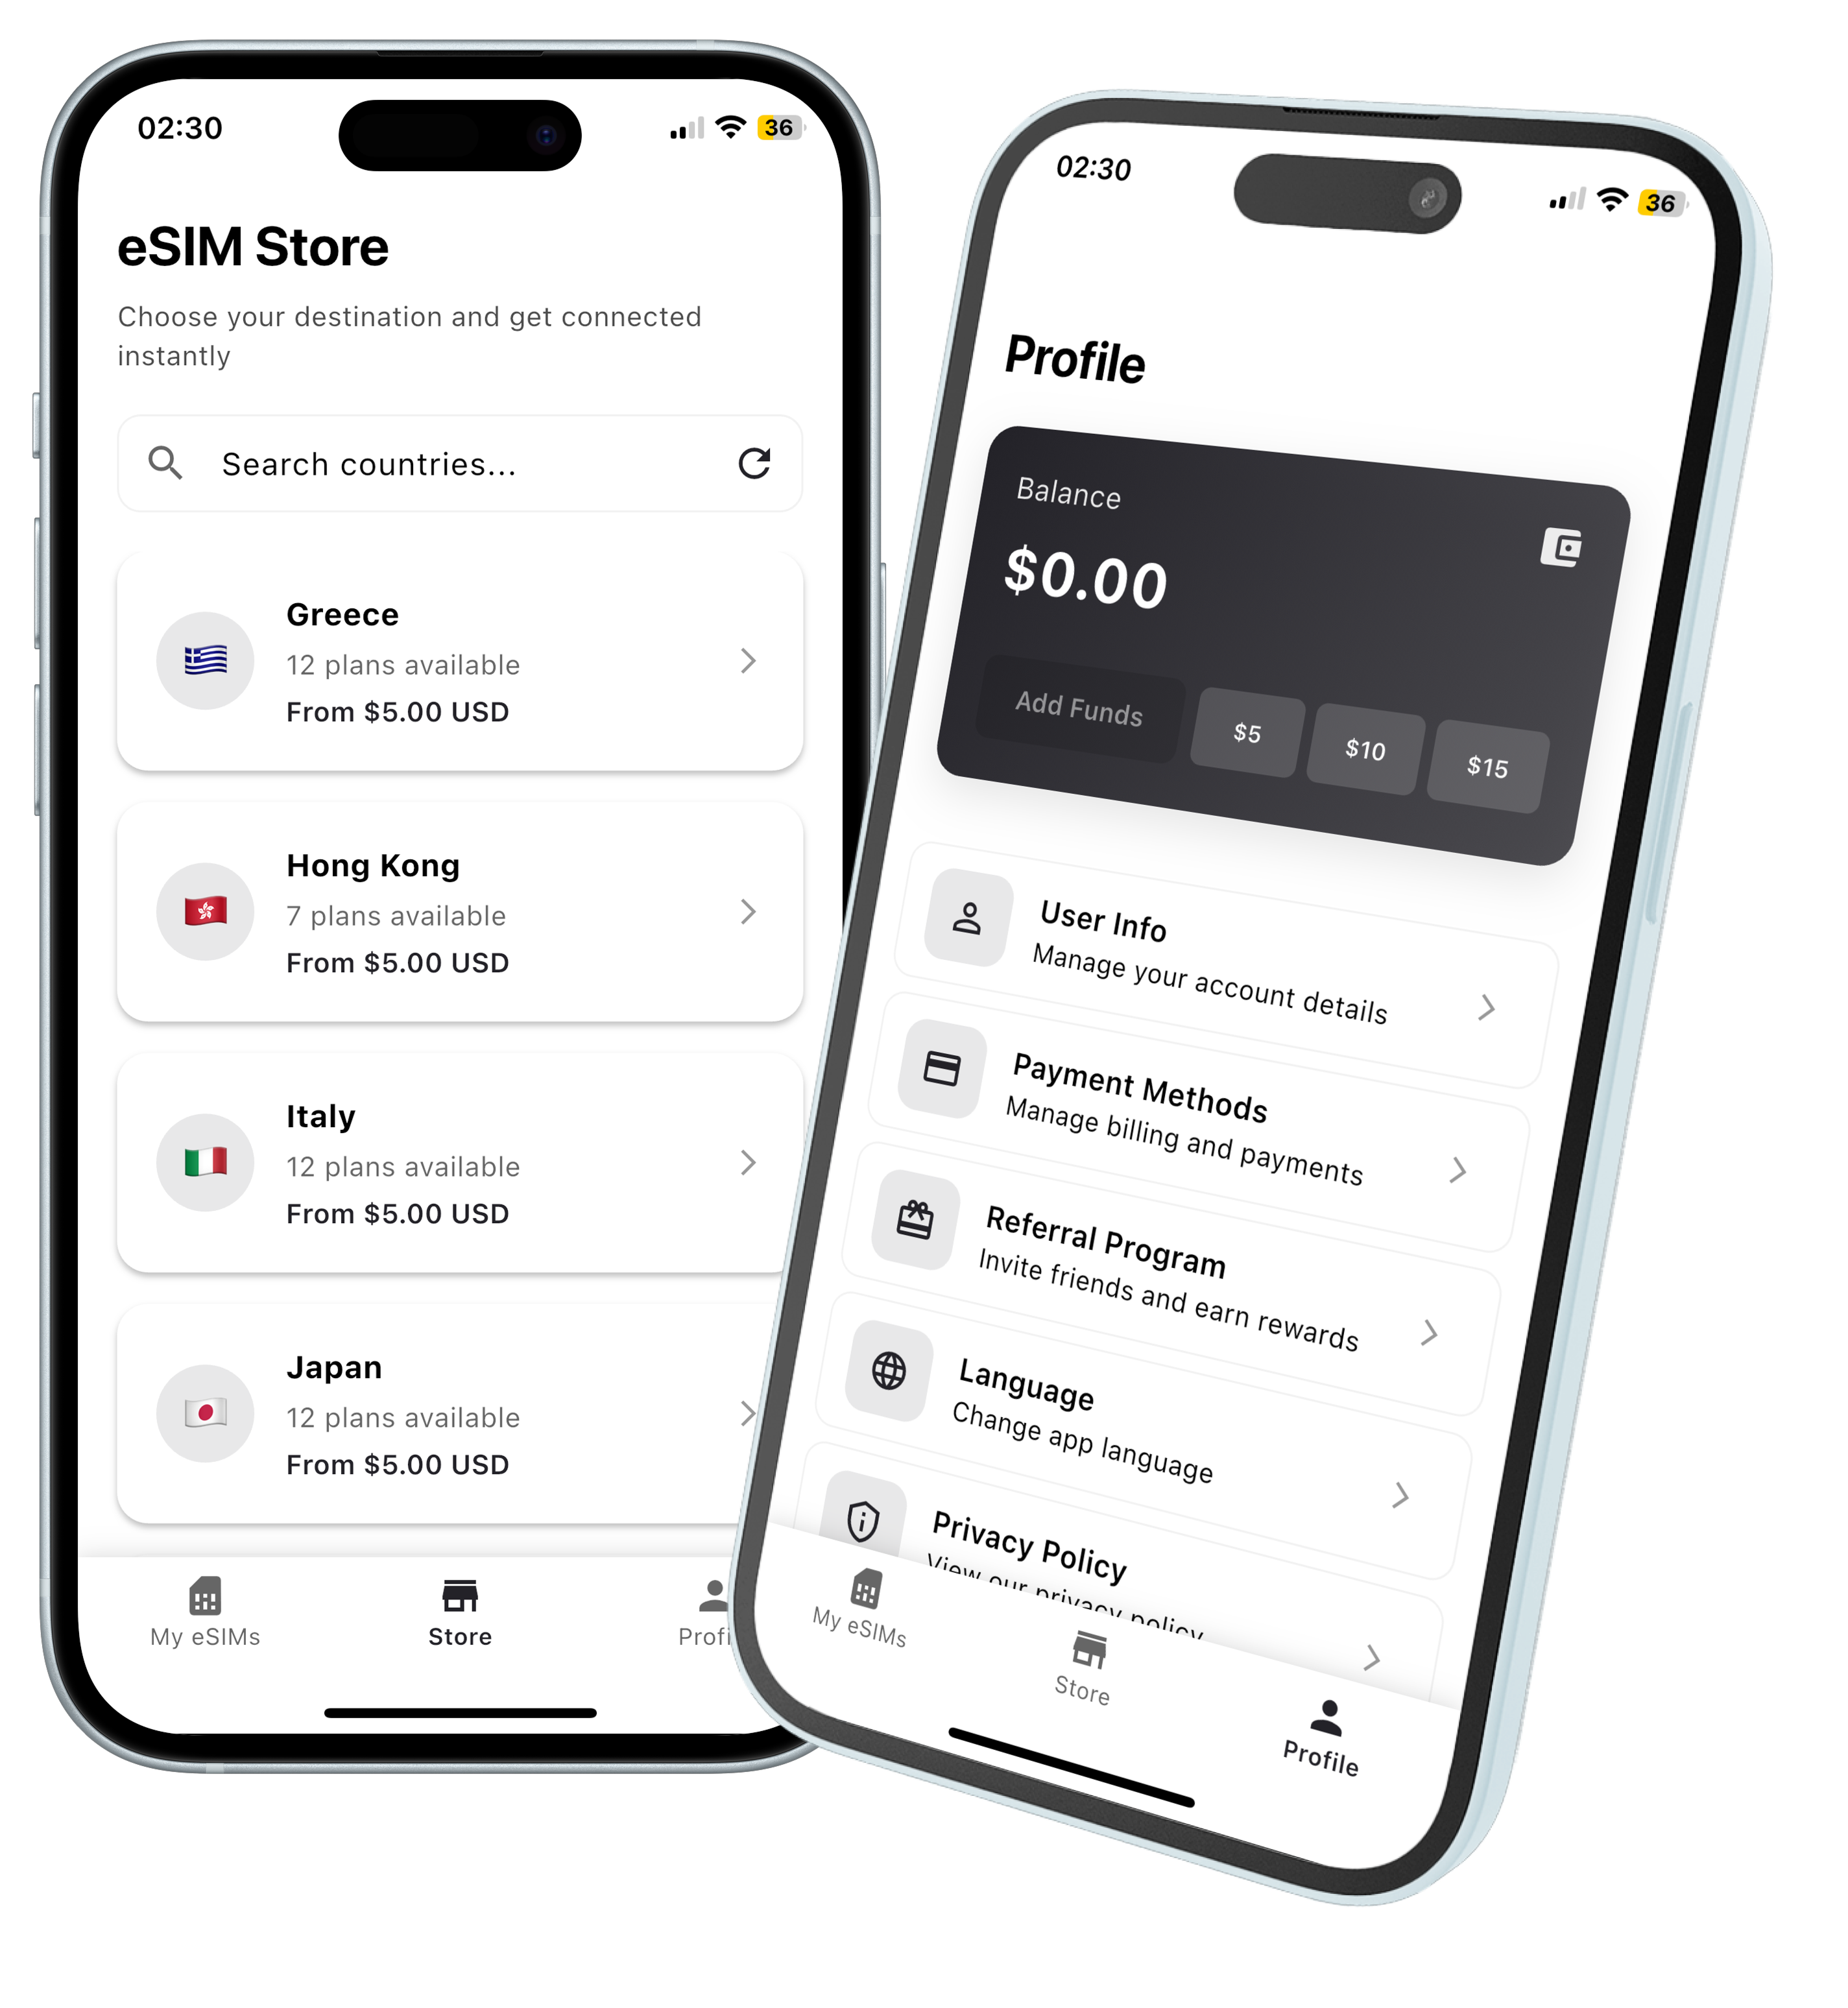 02:30
36
eSIM Store
Choose your destination and get connected
instantly
Search countries...
Greece
12 plans available
From $5.00 USD
Hong Kong
7 plans available
From $5.00 USD
Italy
12 plans available
From $5.00 USD
Japan
12 plans available
From $5.00 USD
My eSIMs
Store
Profi
02:30
36
Profile
Balance
$0.00
Add Funds
$5
$10
$15
User Info
Manage your account details
Payment Methods
Manage billing and payments
Referral Program
Invite friends and earn rewards
Language
Change app language
Privacy Policy
View our privacy policy
My eSIMs
Store
Profile